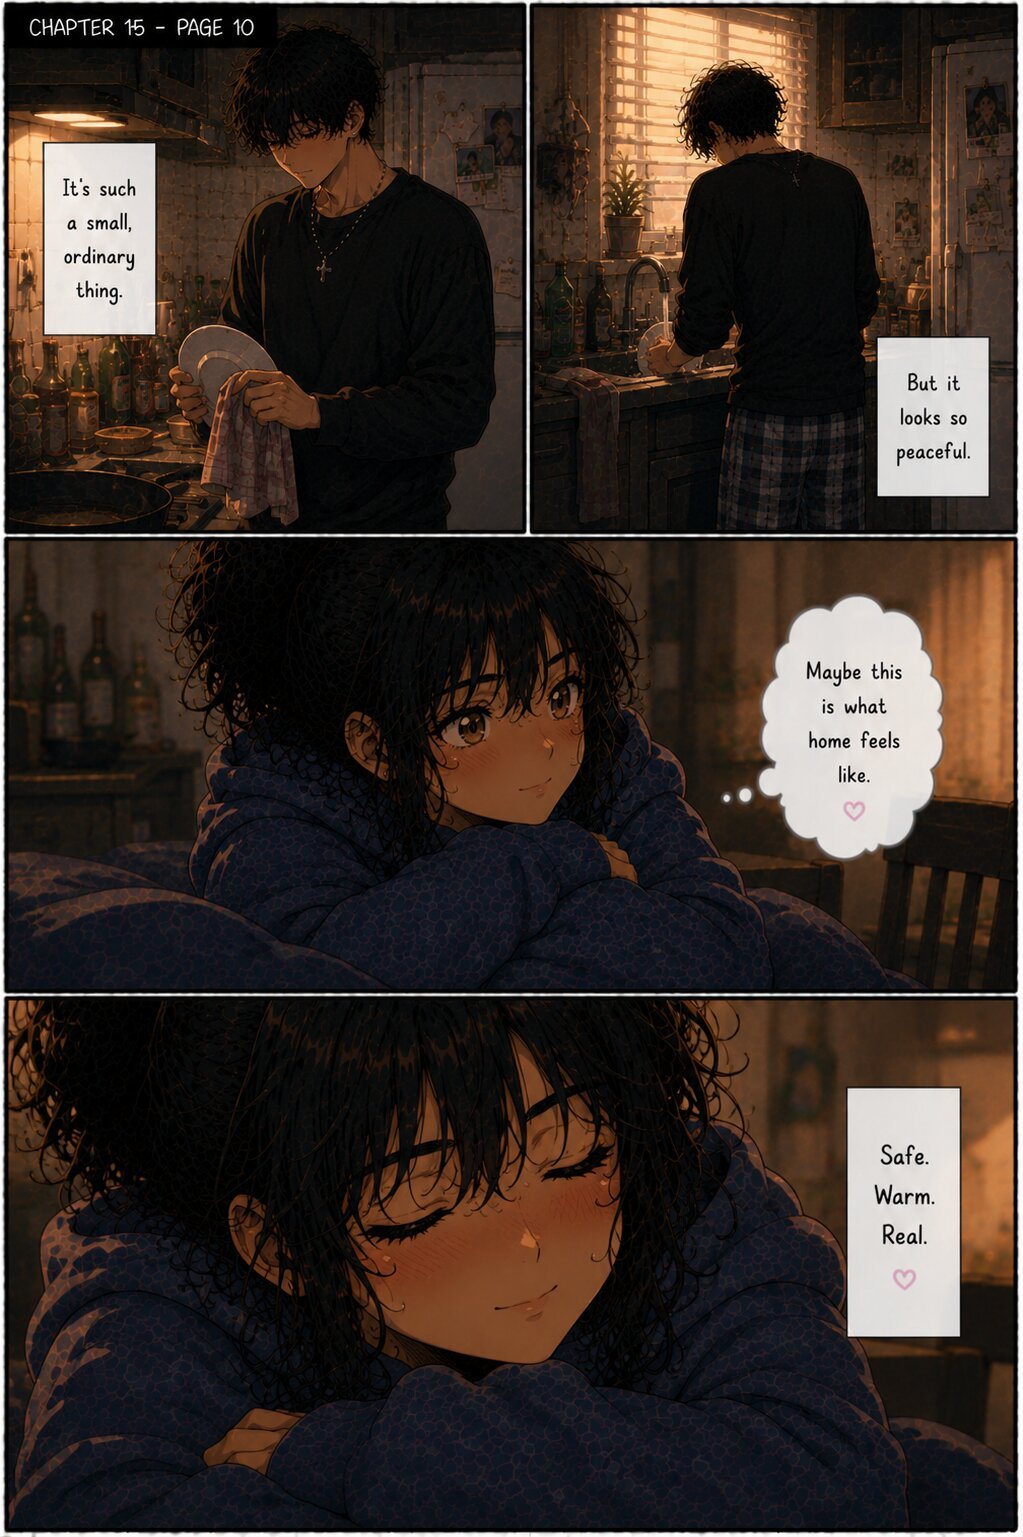 CHAPTER 15 - PAGE 10
It's such
a small,
ordinary
thing.
But it
looks so
peaceful.
Maybe this
is what
home feels
like.
♡
Safe.
Warm.
Real.
♡